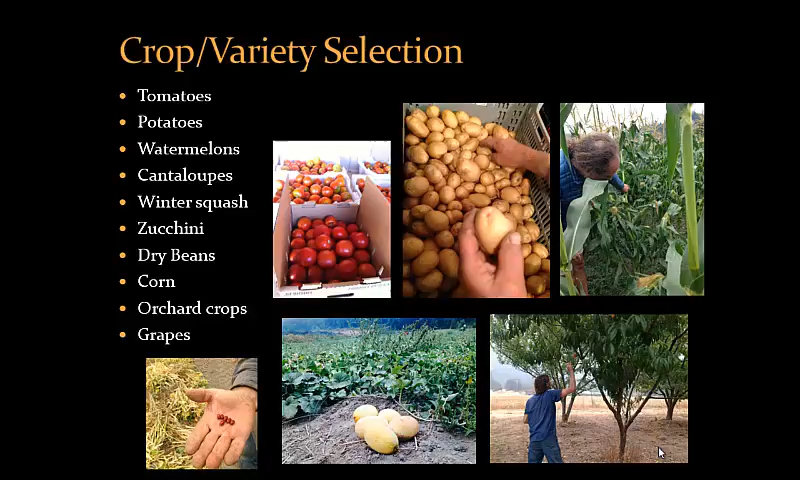 Crop/Variety Selection
Tomatoes
Potatoes
Watermelons
Cantaloupes
Winter squash
Zucchini
Dry Beans
Corn
Orchard crops
Grapes